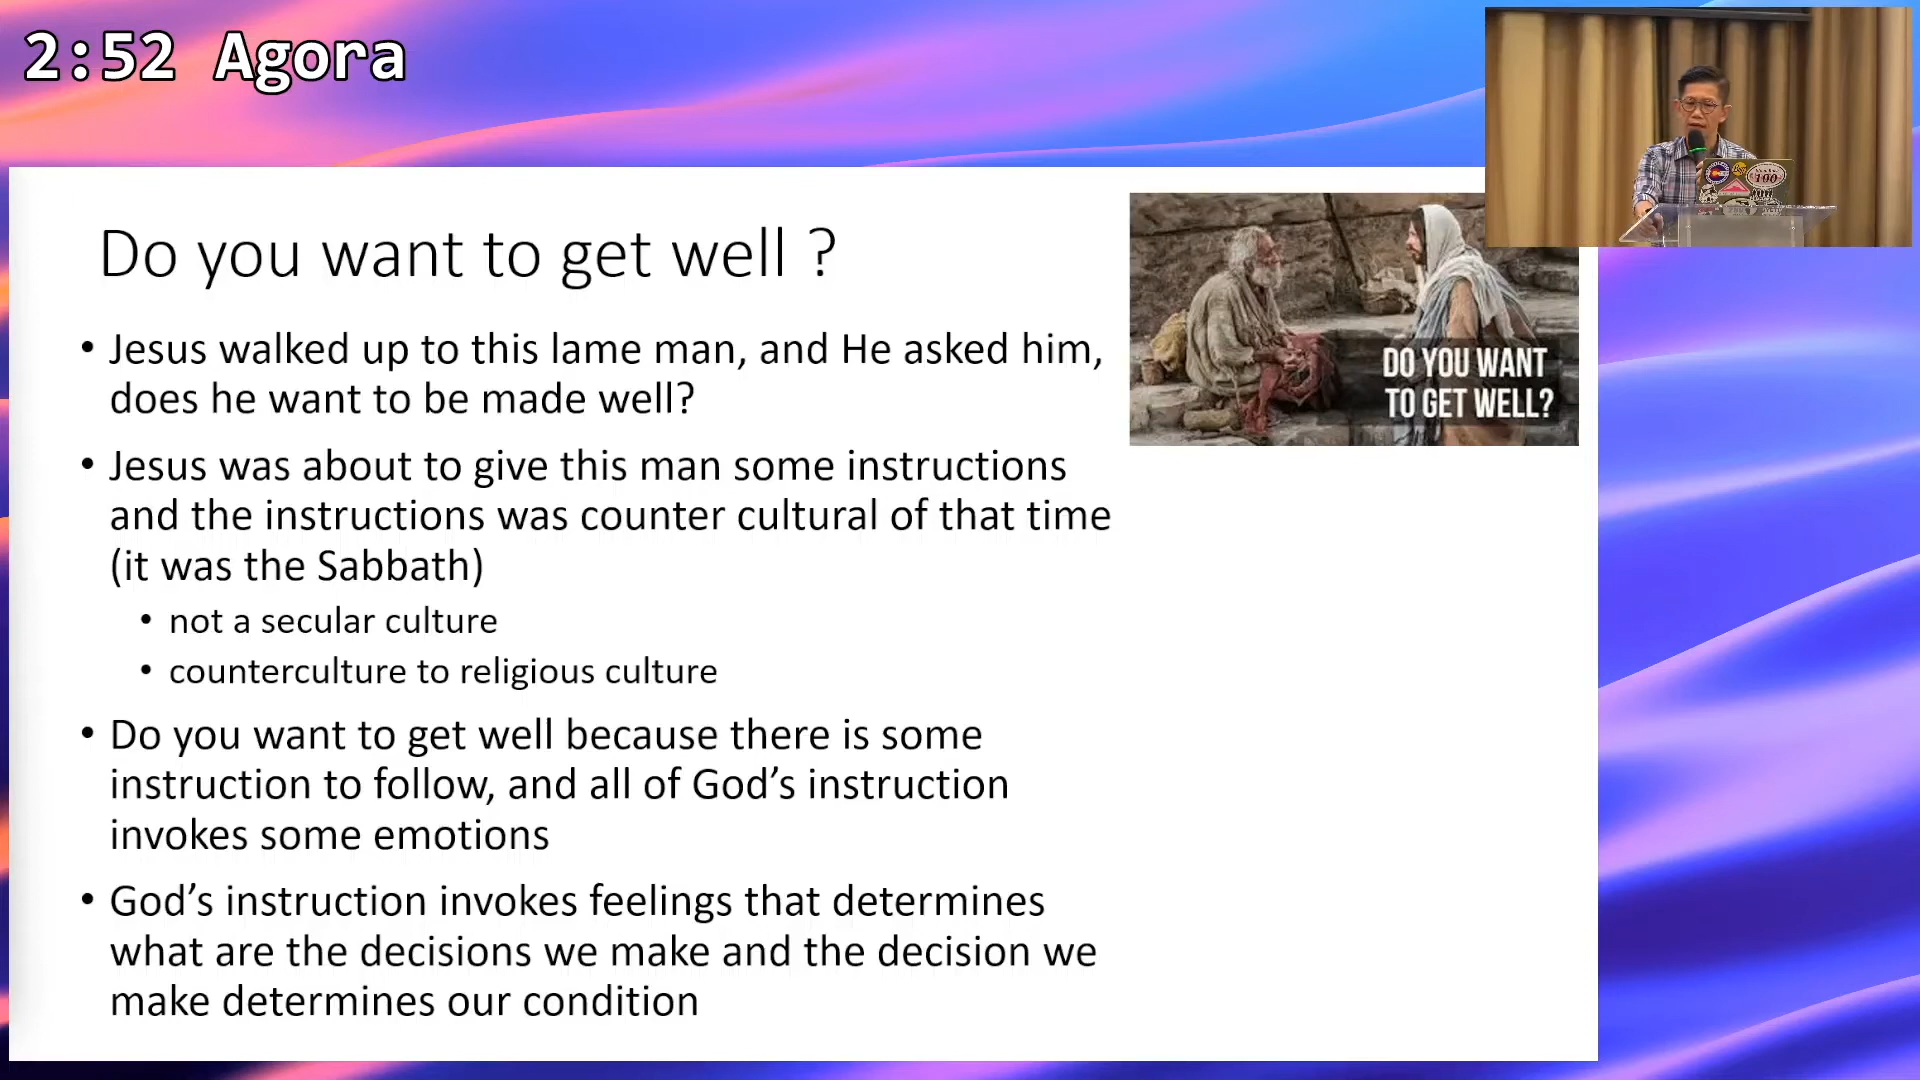 2:52 Agora
Do you want to get well ?
• Jesus walked up to this lame man, and He asked him,
does he want to be made well?
• Jesus was about to give this man some instructions
and the instructions was counter cultural of that time
(it was the Sabbath)
• not a secular culture
• counterculture to religious culture
• Do you want to get well because there is some
instruction to follow, and all of God’s instruction
invokes some emotions
• God’s instruction invokes feelings that determines
what are the decisions we make and the decision we
make determines our condition
DO YOU WANT
TO GET WELL?
100